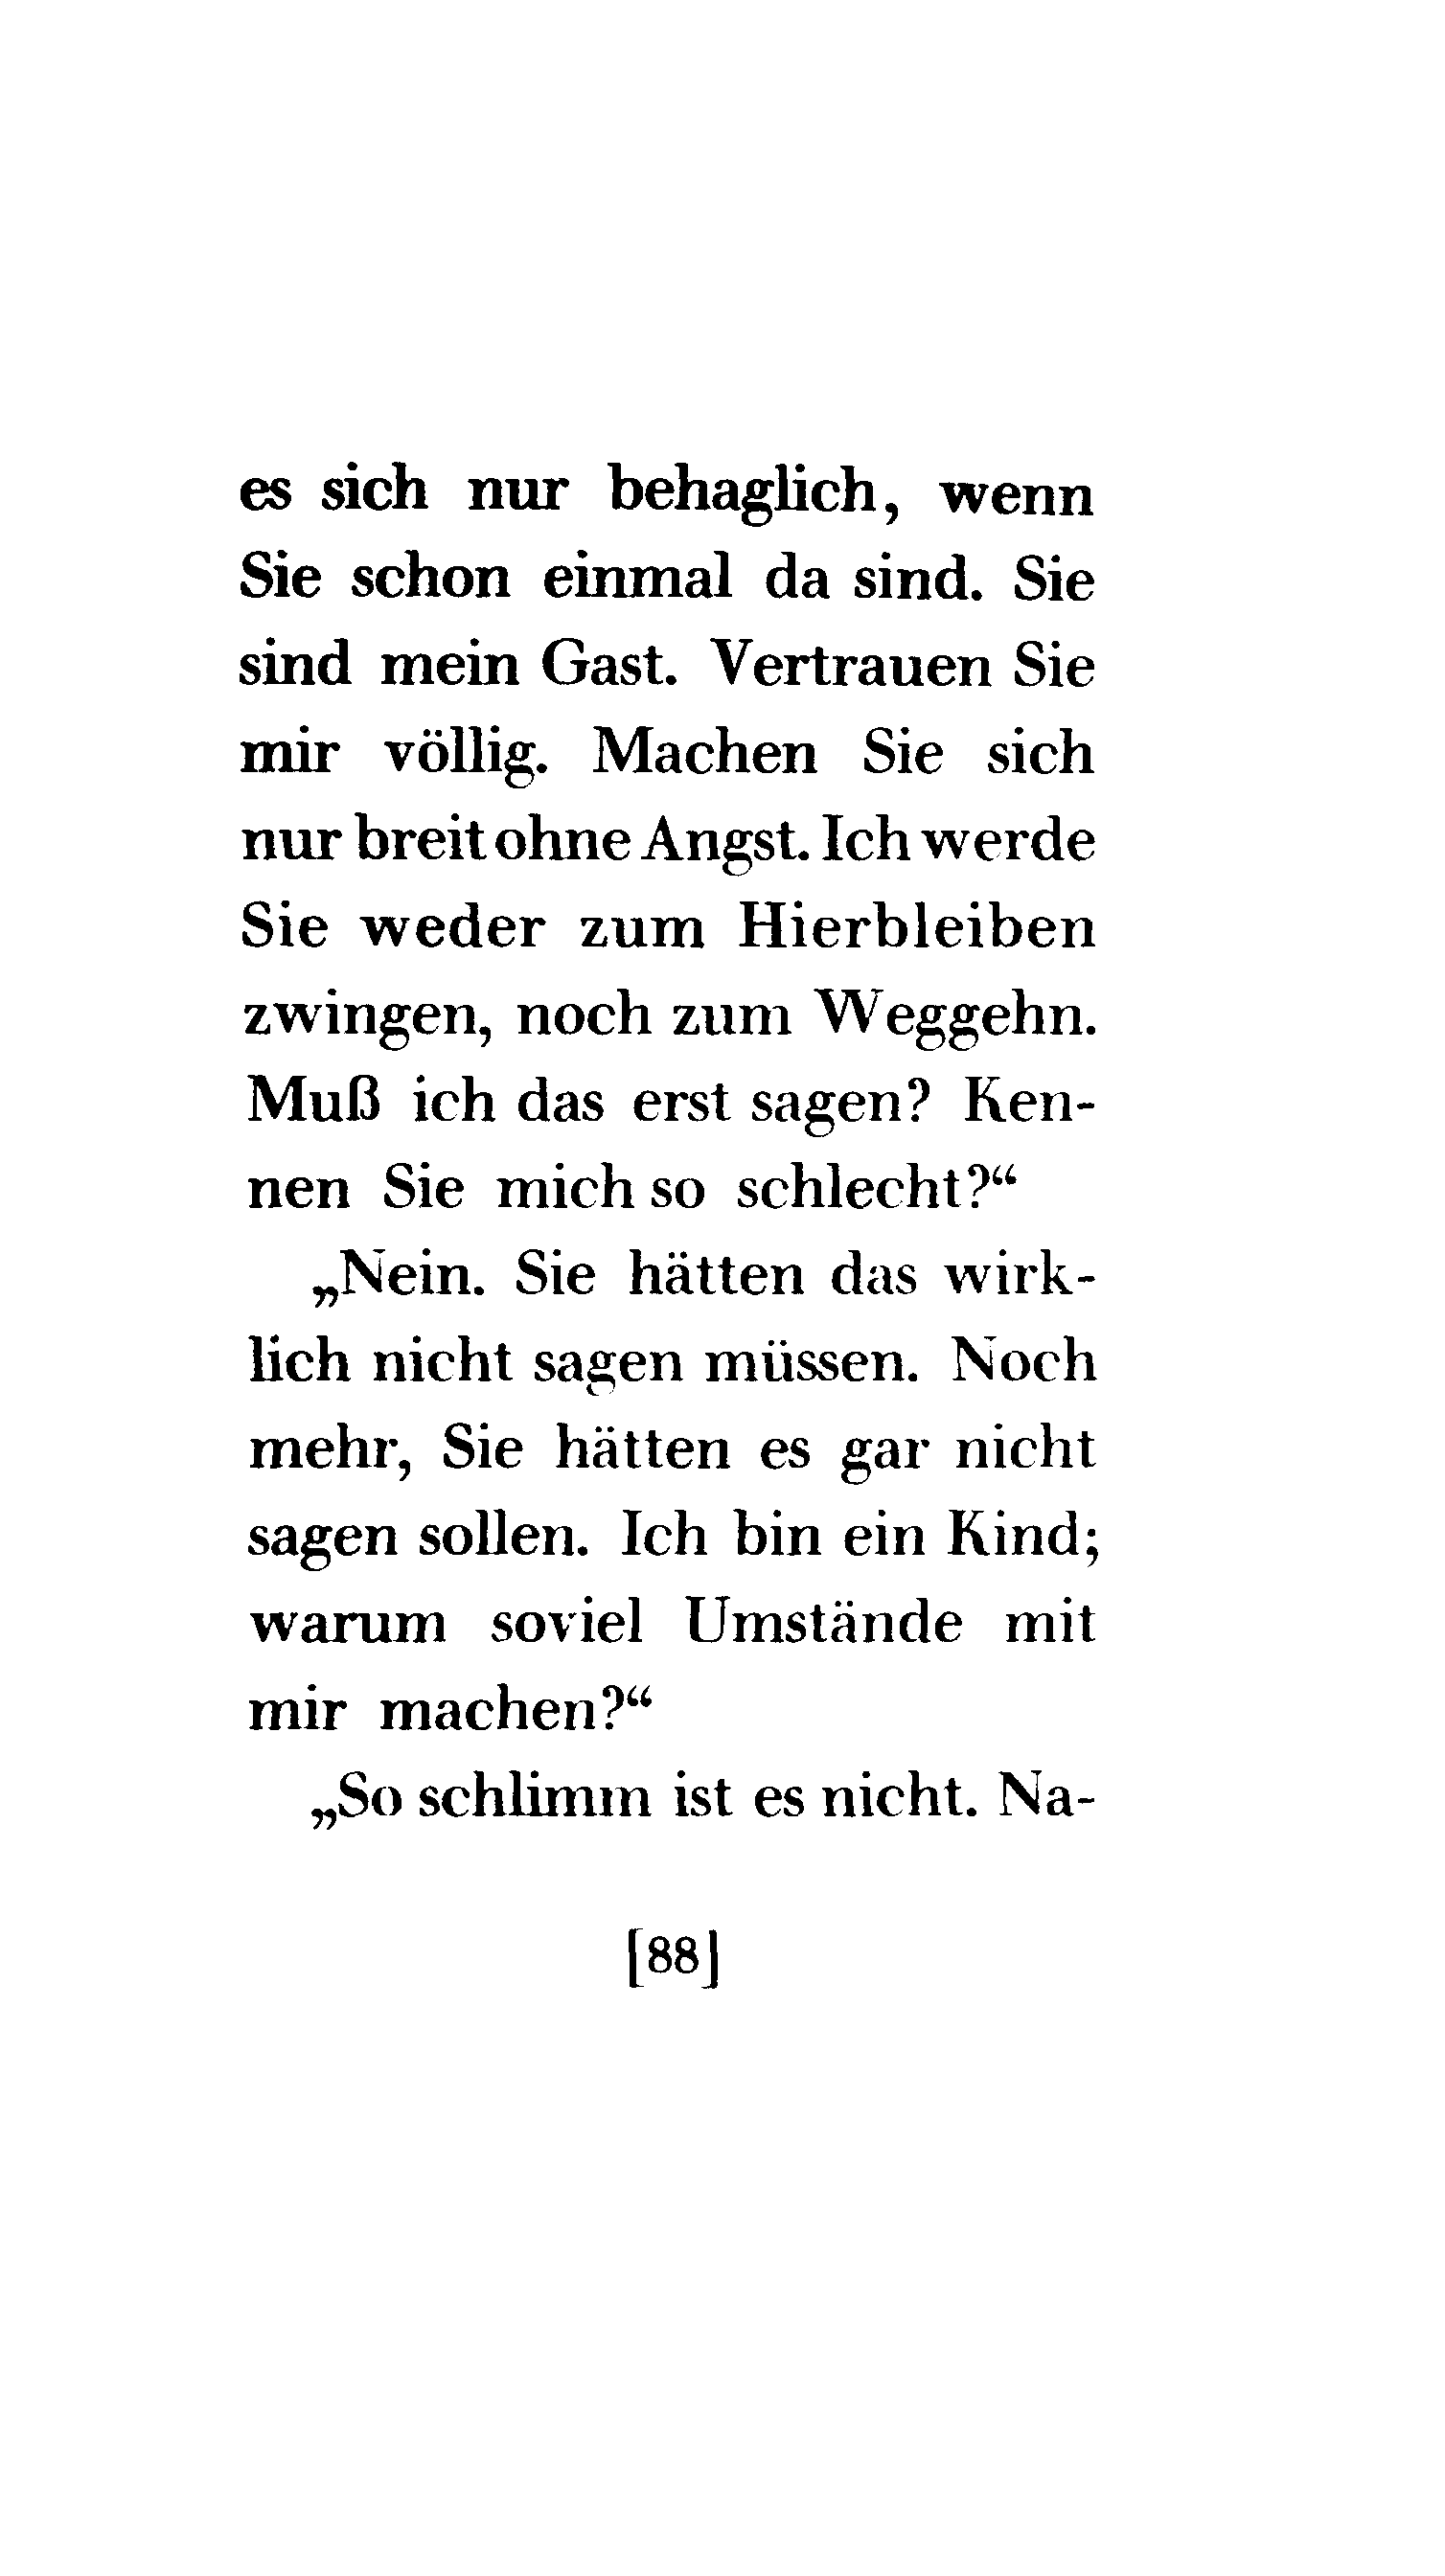 es sich nur behaglich, wenn
Sie schon einmal da sind. Sie
sind mein Gast. Vertrauen Sie
mir völlig. Machen Sie sich
nur breit ohne Angst. Ich werde
Sie weder zum Hierbleiben
zwingen, noch zum Weggehn.
Muß ich das erst sagen? Ken-
nen Sie mich so schlecht?“
„Nein. Sie hätten das wirk-
lich nicht sagen müssen. Noch
mehr, Sie hätten es gar nicht
sagen sollen. Ich bin ein Kind;
warum soviel Umstände mit
mir machen?“
„So schlimm ist es nicht. Na-
[88]